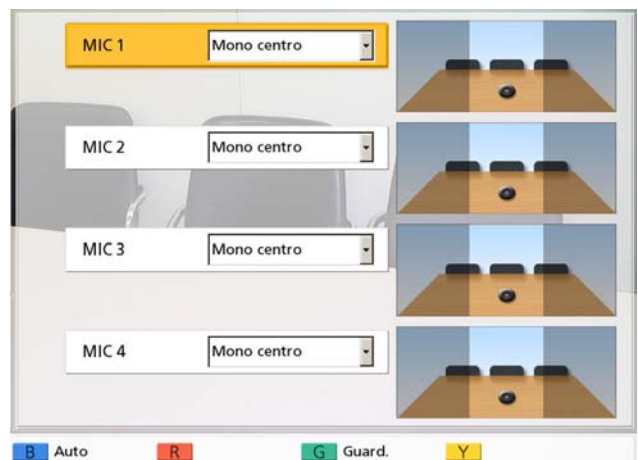 MIC 1 Mono centro
MIC 2 Mono centro
MIC 3 Mono centro
MIC 4 Mono centro
B Auto R G Guard. Y